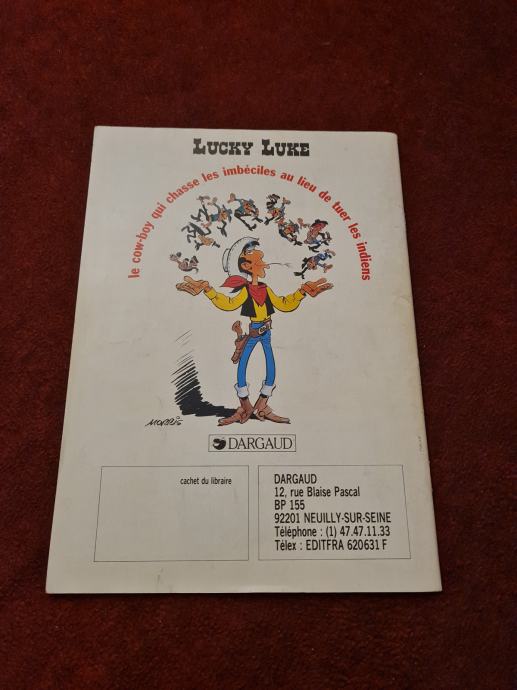 LUCKY LUKE
le cow-boy qui chasse les imbéciles au lieu de tuer les indiens
MORRIS
DARGAUD
cachet du libraire
DARGAUD
12, rue Blaise Pascal
BP 155
92201 NEUILLY-SUR-SEINE
Téléphone : (1) 47.47.11.33
Télex : EDITFRA 620631 F